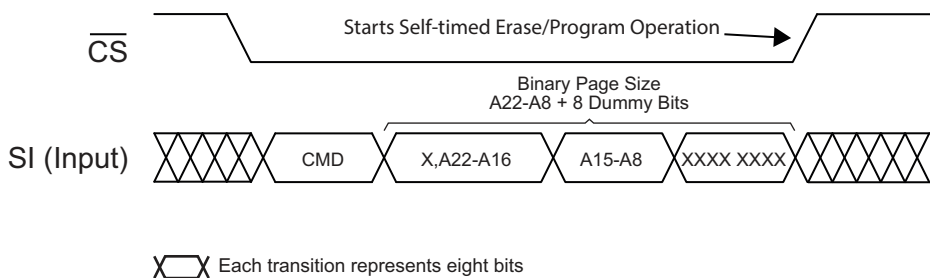 Starts Self-timed Erase/Program Operation
CS
Binary Page Size
A22-A8 + 8 Dummy Bits
SI (Input)
CMD
X,A22-A16
A15-A8
XXXX XXXX
Each transition represents eight bits